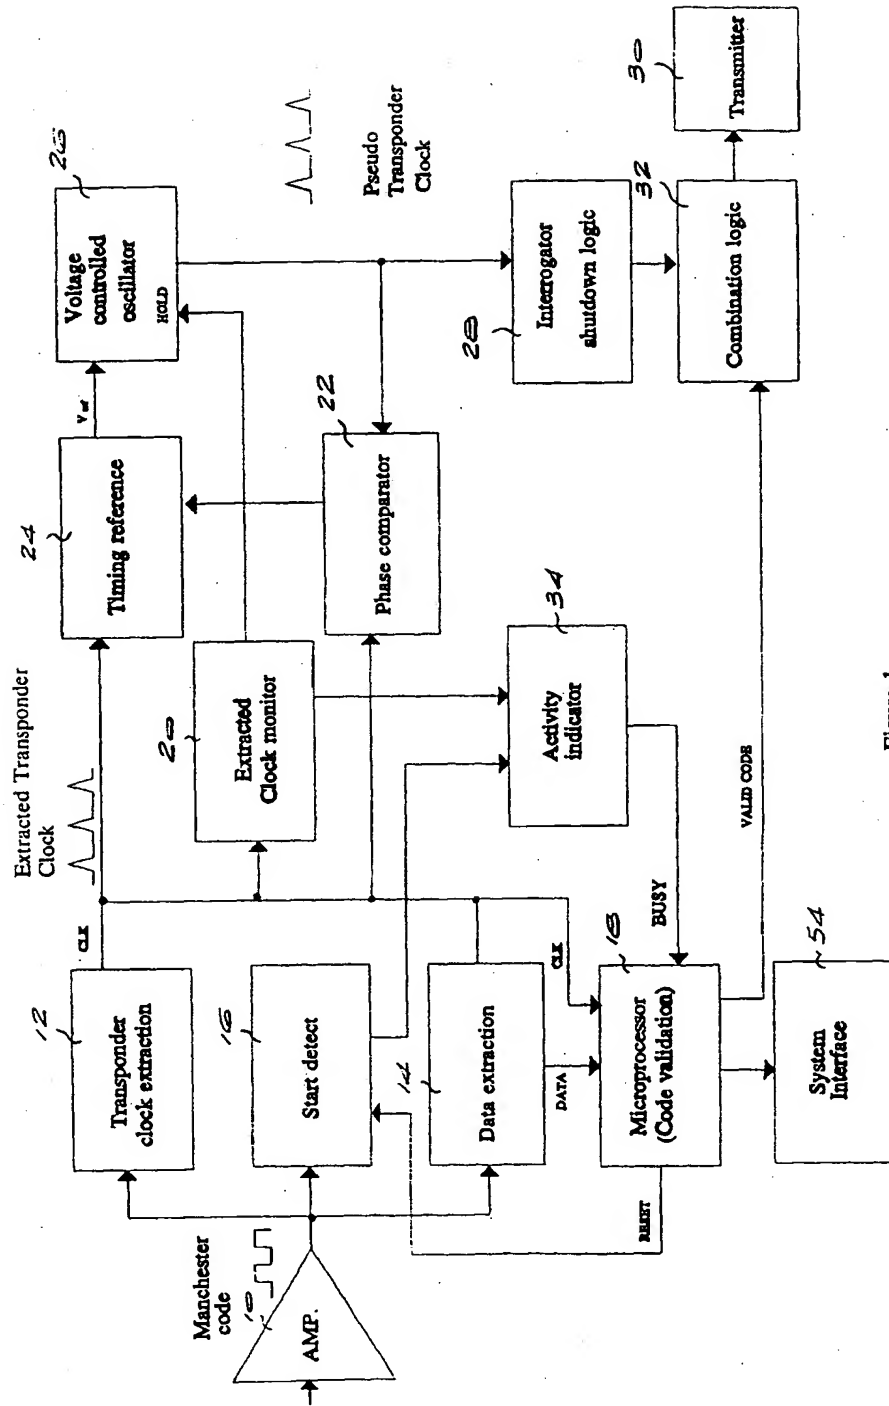 Manchester
code
10
AMP.
12
Transponder
clock extraction
CLK
Extracted Transponder
Clock
16
Start detect
14
Data extraction
DATA
CLK
RESET
18
Microprocessor
(Code validation)
BUSY
VALID CODE
54
System
Interface
20
Extracted
Clock monitor
34
Activity
indicator
24
Timing reference
22
Phase comparator
26
Voltage
controlled
oscillator
HOLD
Pseudo
Transponder
Clock
28
Interrogator
shutdown logic
32
Combination logic
30
Transmitter
Figure 1